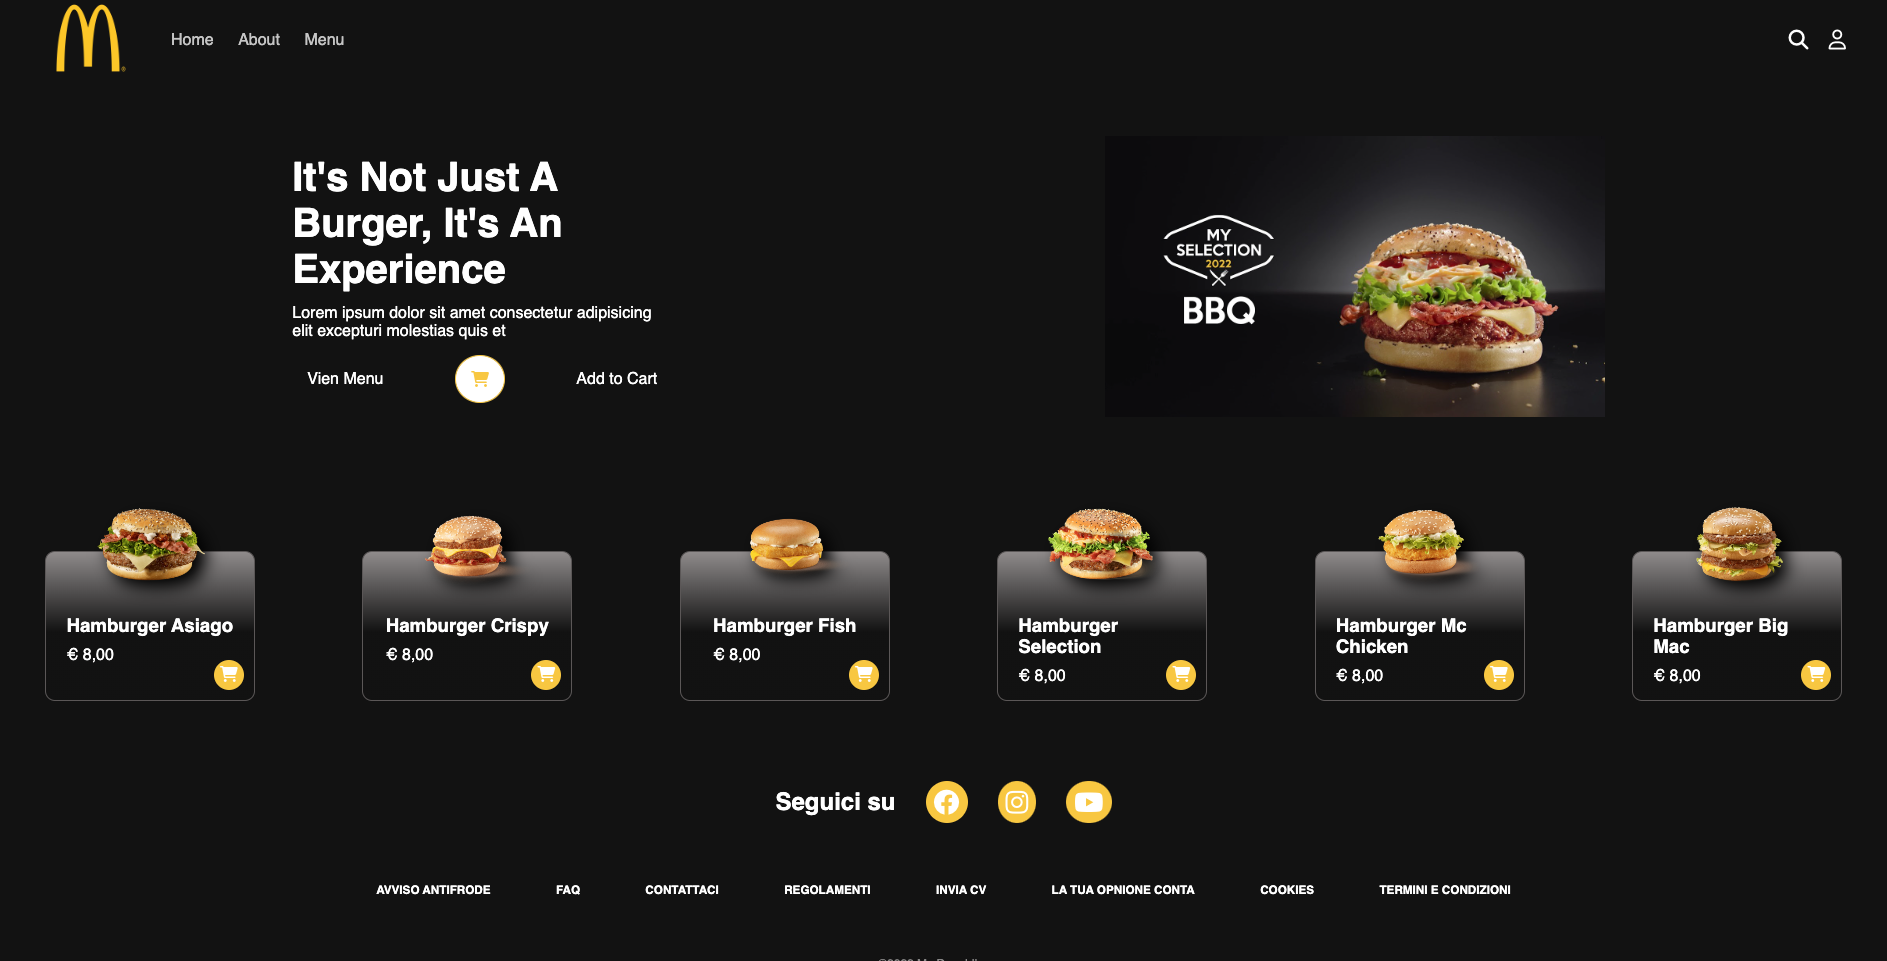 Home
About
Menu
It's Not Just A
Burger, It's An
Experience
Lorem ipsum dolor sit amet consectetur adipisicing
elit excepturi molestias quis et
Vien Menu
Add to Cart
MY
SELECTION
2022
BBQ
Hamburger Asiago
€ 8,00
Hamburger Crispy
€ 8,00
Hamburger Fish
€ 8,00
Hamburger
Selection
€ 8,00
Hamburger Mc
Chicken
€ 8,00
Hamburger Big
Mac
€ 8,00
Seguici su
AVVISO ANTIFRODE
FAQ
CONTATTACI
REGOLAMENTI
INVIA CV
LA TUA OPNIONE CONTA
COOKIES
TERMINI E CONDIZIONI